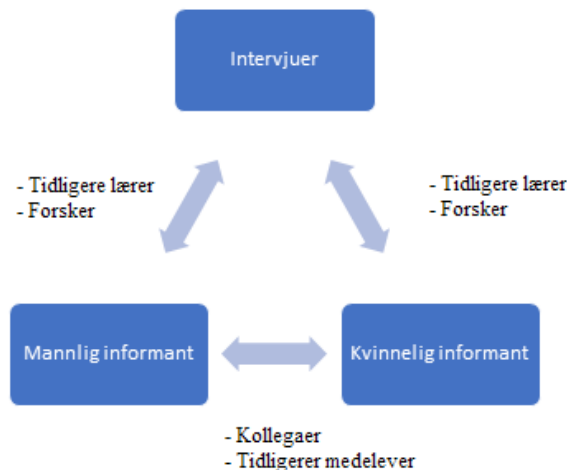 Intervjuer
- Tidligere lærer
- Forsker
- Tidligere lærer
- Forsker
Mannlig informant
Kvinnelig informant
- Kollegaer
- Tidligerer medelever